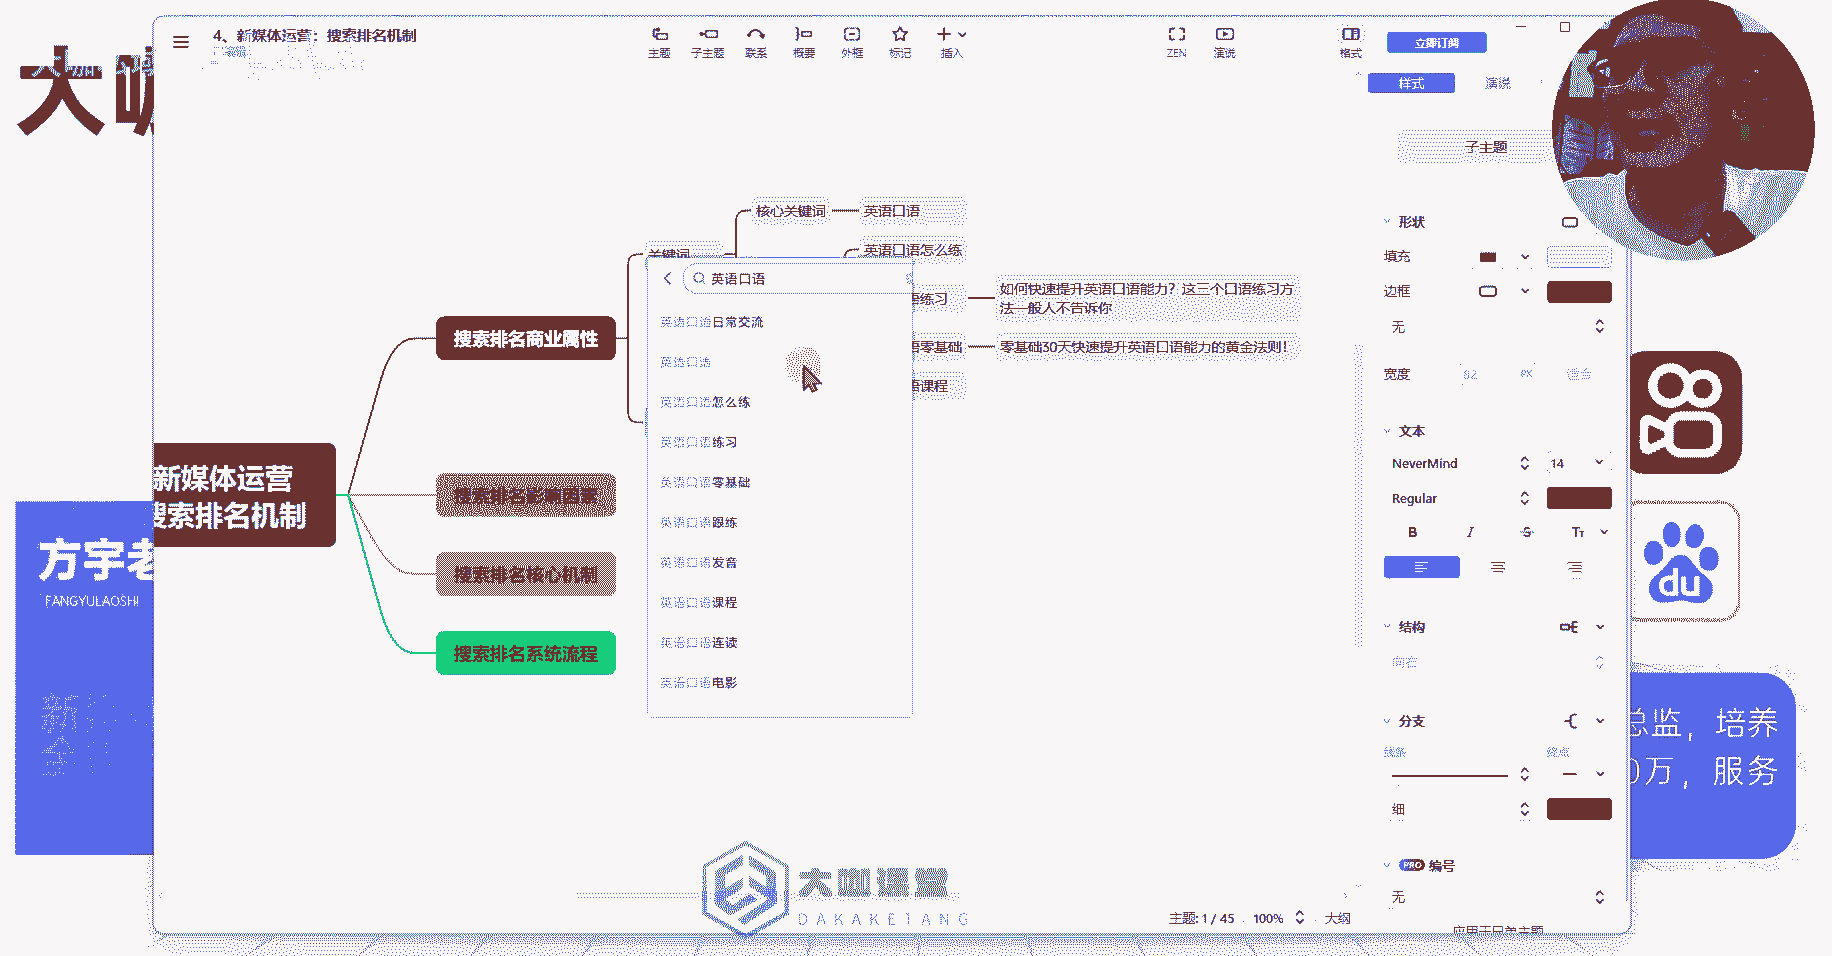 4、新媒体运营：搜索排名机制
主题
子主题
联系
概要
外框
标记
插入
ZEN
演说
格式
立即订阅
样式
演说
子主题
大咖
方宇老
FANGYULAOSHI
新媒体运营
搜索排名机制
搜索排名商业属性
搜索排名影响因素
搜索排名核心机制
搜索排名系统流程
关键词
核心关键词
英语口语
英语口语怎么练
语练习
如何快速提升英语口语能力？这三个口语练习方
法一般人不告诉你
语零基础
零基础30天快速提升英语口语能力的黄金法则！
语课程
英语口语
英语口语日常交流
英语口语
英语口语怎么练
英语口语练习
英语口语零基础
英语口语跟练
英语口语发音
英语口语课程
英语口语连读
英语口语电影
形状
填充
边框
无
宽度
62
PX
适合
文本
NeverMind
14
Regular
B I S Tт
结构
向右
分支
线条
终点
细
PRO 编号
无
应用于只单主题
du
总监，培养
0万，服务
大咖课堂
DAKAKETANG
主题: 1 / 45
100%
大纲